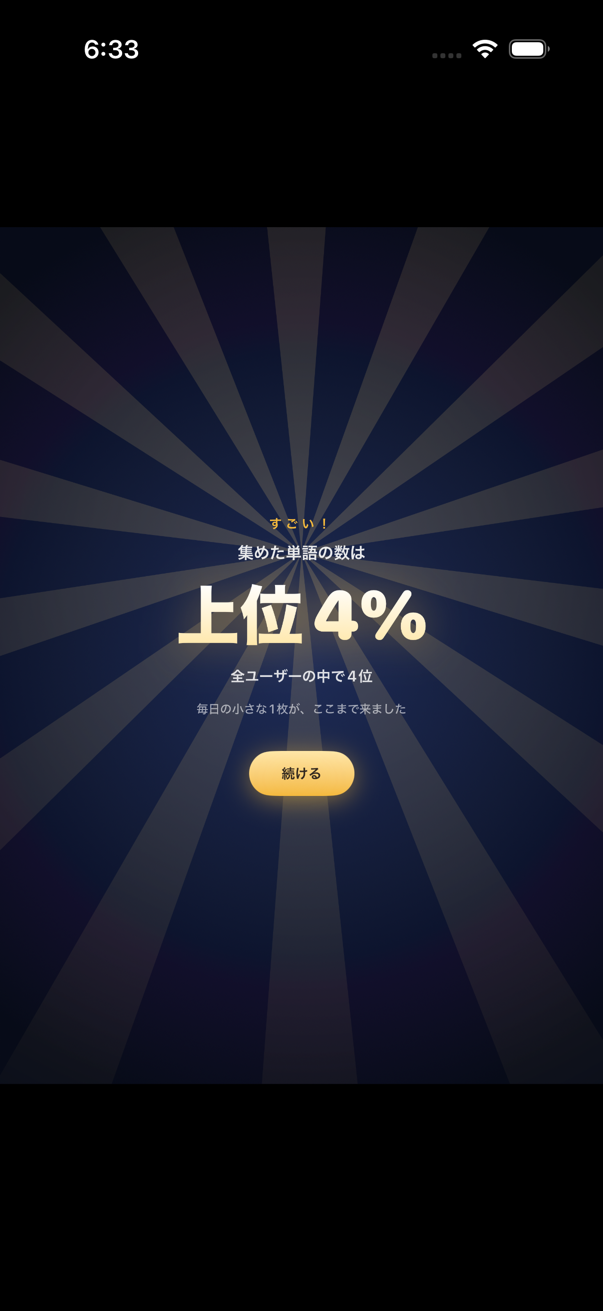 6:33
すごい！
集めた単語の数は
上位4%
全ユーザーの中で4位
毎日の小さな1枚が、ここまで来ました
続ける